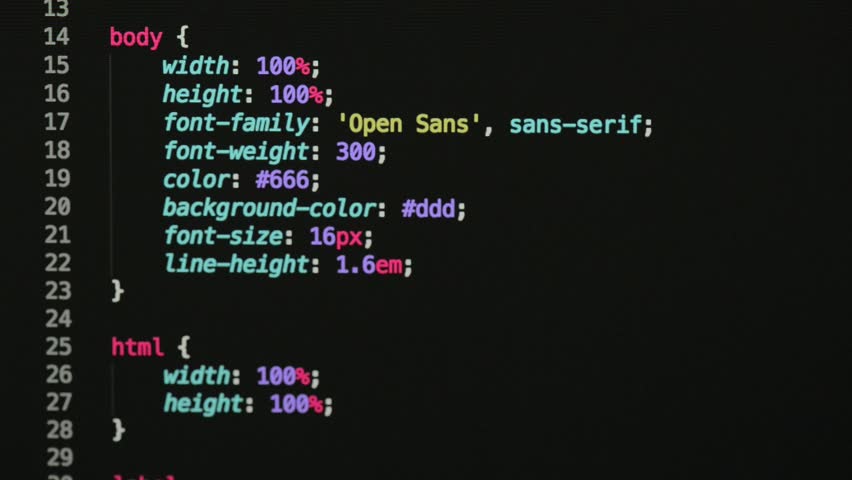 13
14 body {
15 width: 100%;
16 height: 100%;
17 font-family: 'Open Sans', sans-serif;
18 font-weight: 300;
19 color: #666;
20 background-color: #ddd;
21 font-size: 16px;
22 line-height: 1.6em;
23 }
24
25 html {
26 width: 100%;
27 height: 100%;
28 }
29